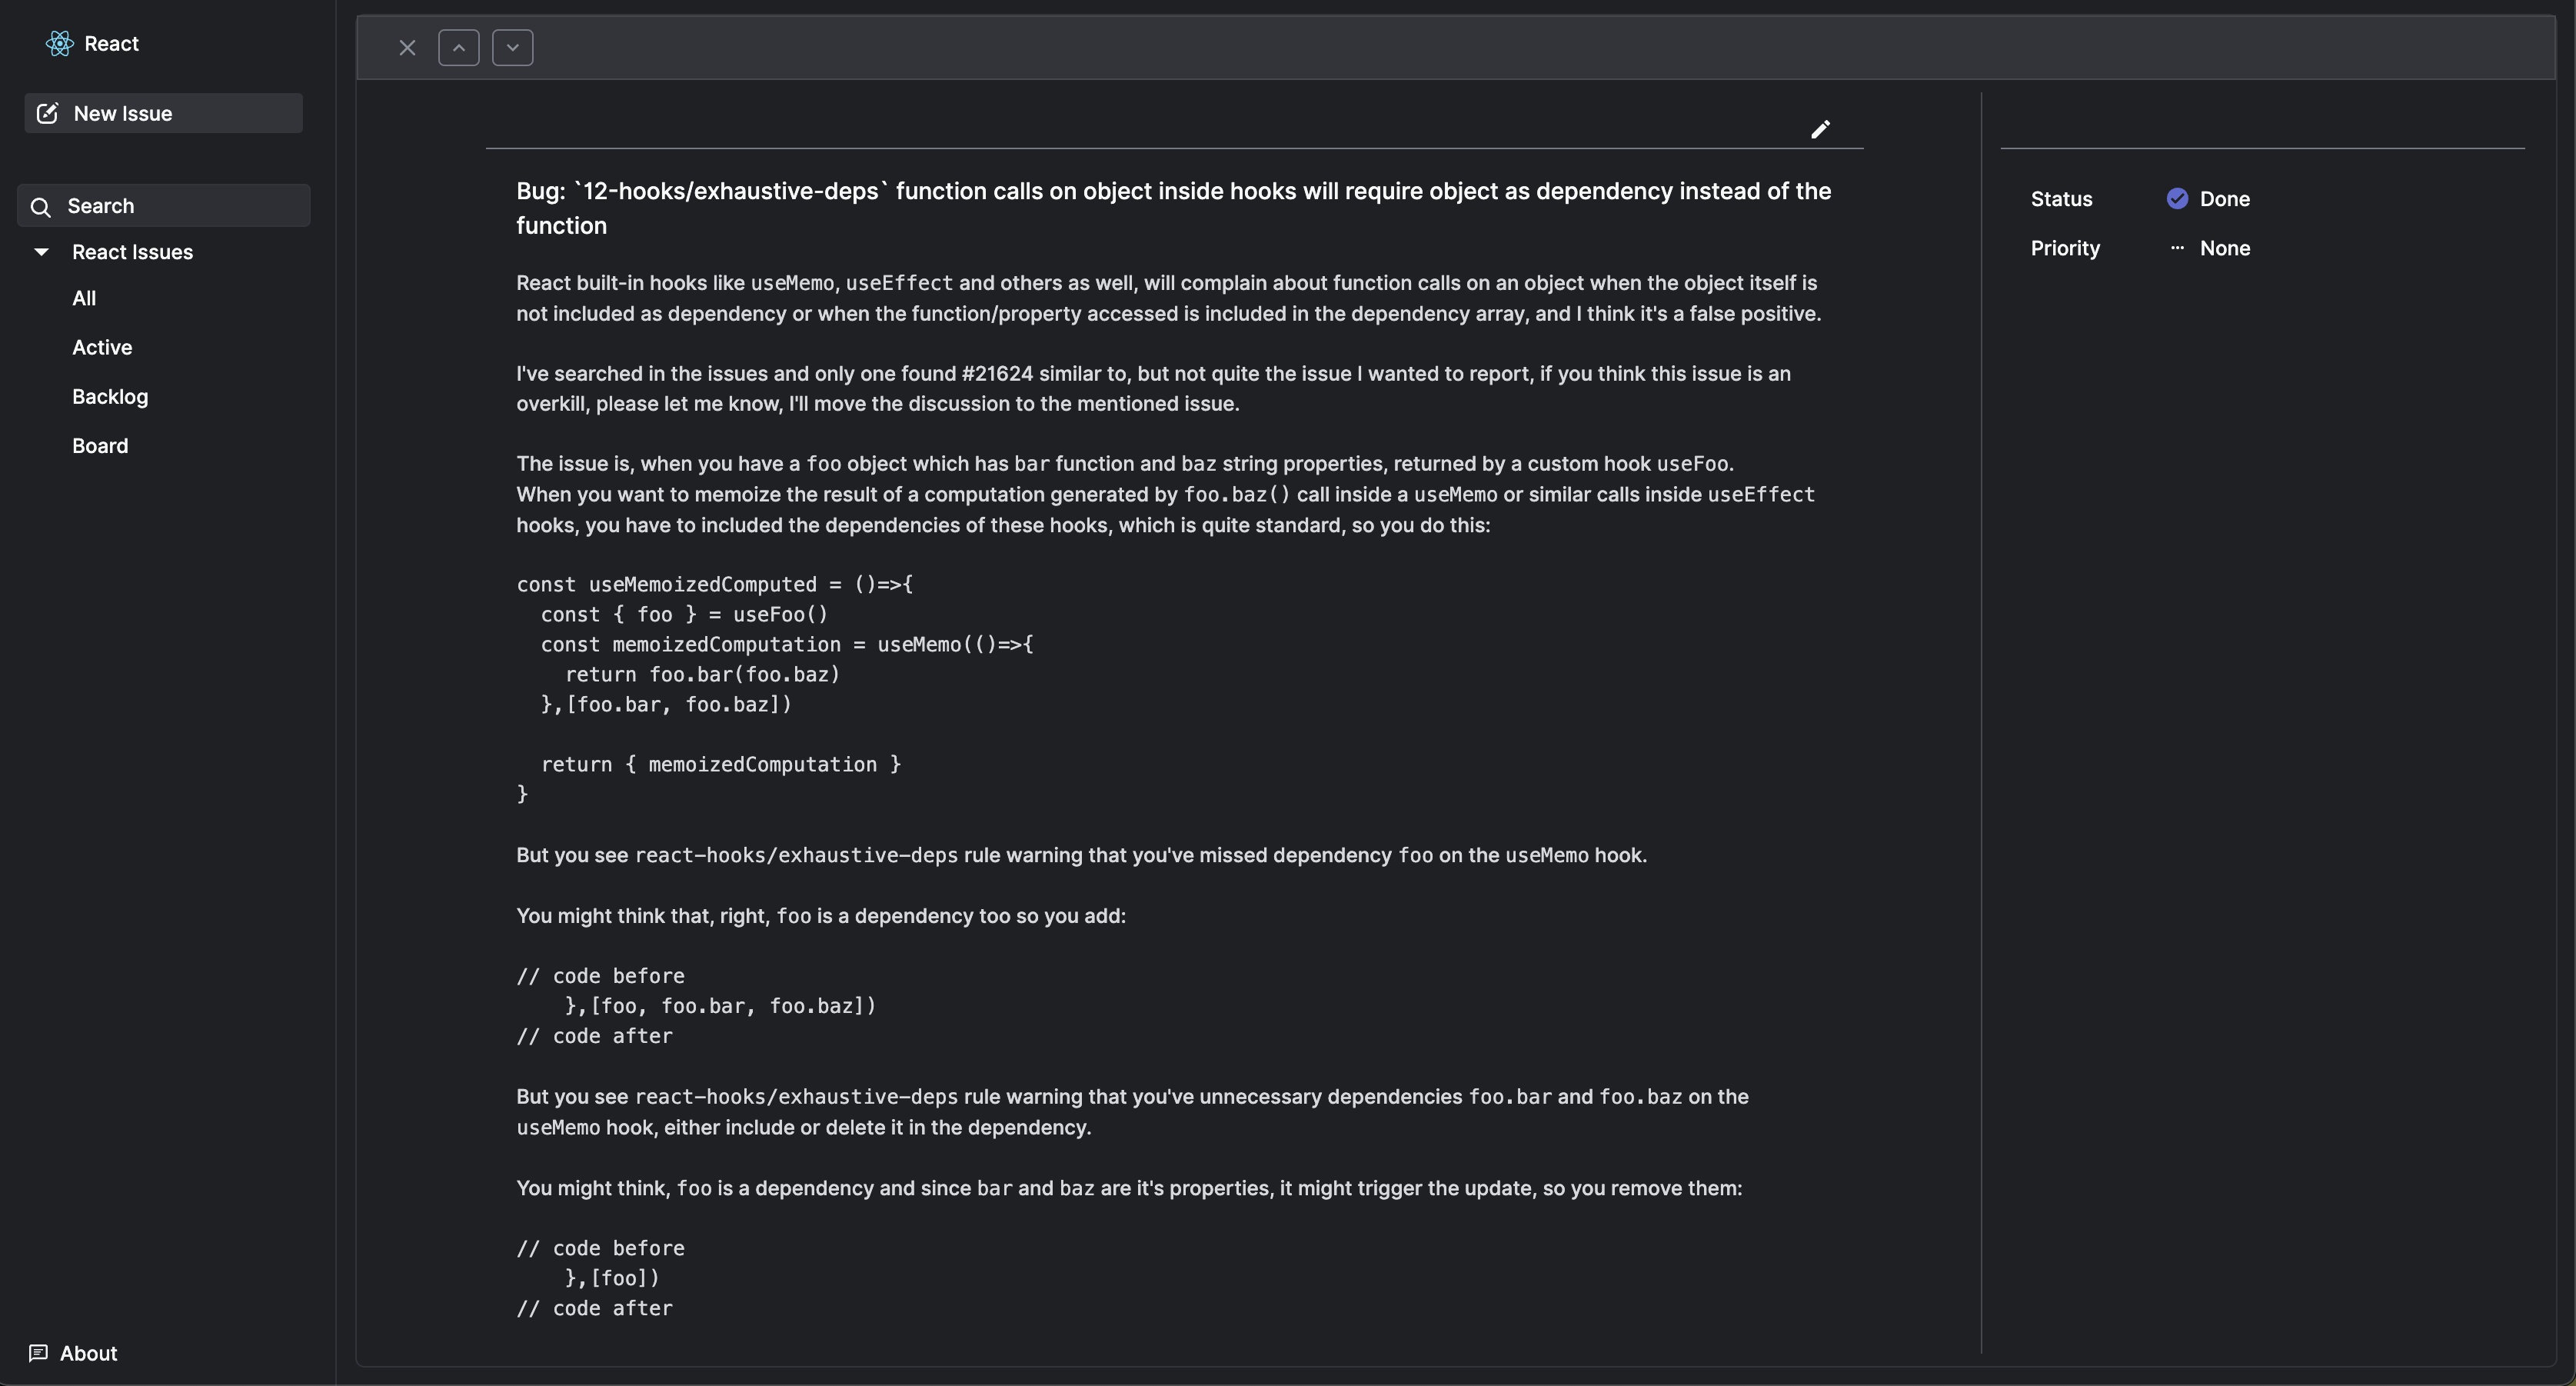 React
New Issue
Search
React Issues
All
Active
Backlog
Board
About
Bug: `12-hooks/exhaustive-deps` function calls on object inside hooks will require object as dependency instead of the
function
React built-in hooks like useMemo, useEffect and others as well, will complain about function calls on an object when the object itself is
not included as dependency or when the function/property accessed is included in the dependency array, and I think it's a false positive.
I've searched in the issues and only one found #21624 similar to, but not quite the issue I wanted to report, if you think this issue is an
overkill, please let me know, I'll move the discussion to the mentioned issue.
The issue is, when you have a foo object which has bar function and baz string properties, returned by a custom hook useFoo.
When you want to memoize the result of a computation generated by foo.baz() call inside a useMemo or similar calls inside useEffect
hooks, you have to included the dependencies of these hooks, which is quite standard, so you do this:
const useMemoizedComputed = ()=>{
  const { foo } = useFoo()
  const memoizedComputation = useMemo(()=>{
    return foo.bar(foo.baz)
  },[foo.bar, foo.baz])
  return { memoizedComputation }
}
But you see react-hooks/exhaustive-deps rule warning that you've missed dependency foo on the useMemo hook.
You might think that, right, foo is a dependency too so you add:
// code before
    },[foo, foo.bar, foo.baz])
// code after
But you see react-hooks/exhaustive-deps rule warning that you've unnecessary dependencies foo.bar and foo.baz on the
useMemo hook, either include or delete it in the dependency.
You might think, foo is a dependency and since bar and baz are it's properties, it might trigger the update, so you remove them:
// code before
    },[foo])
// code after
Status Done
Priority None